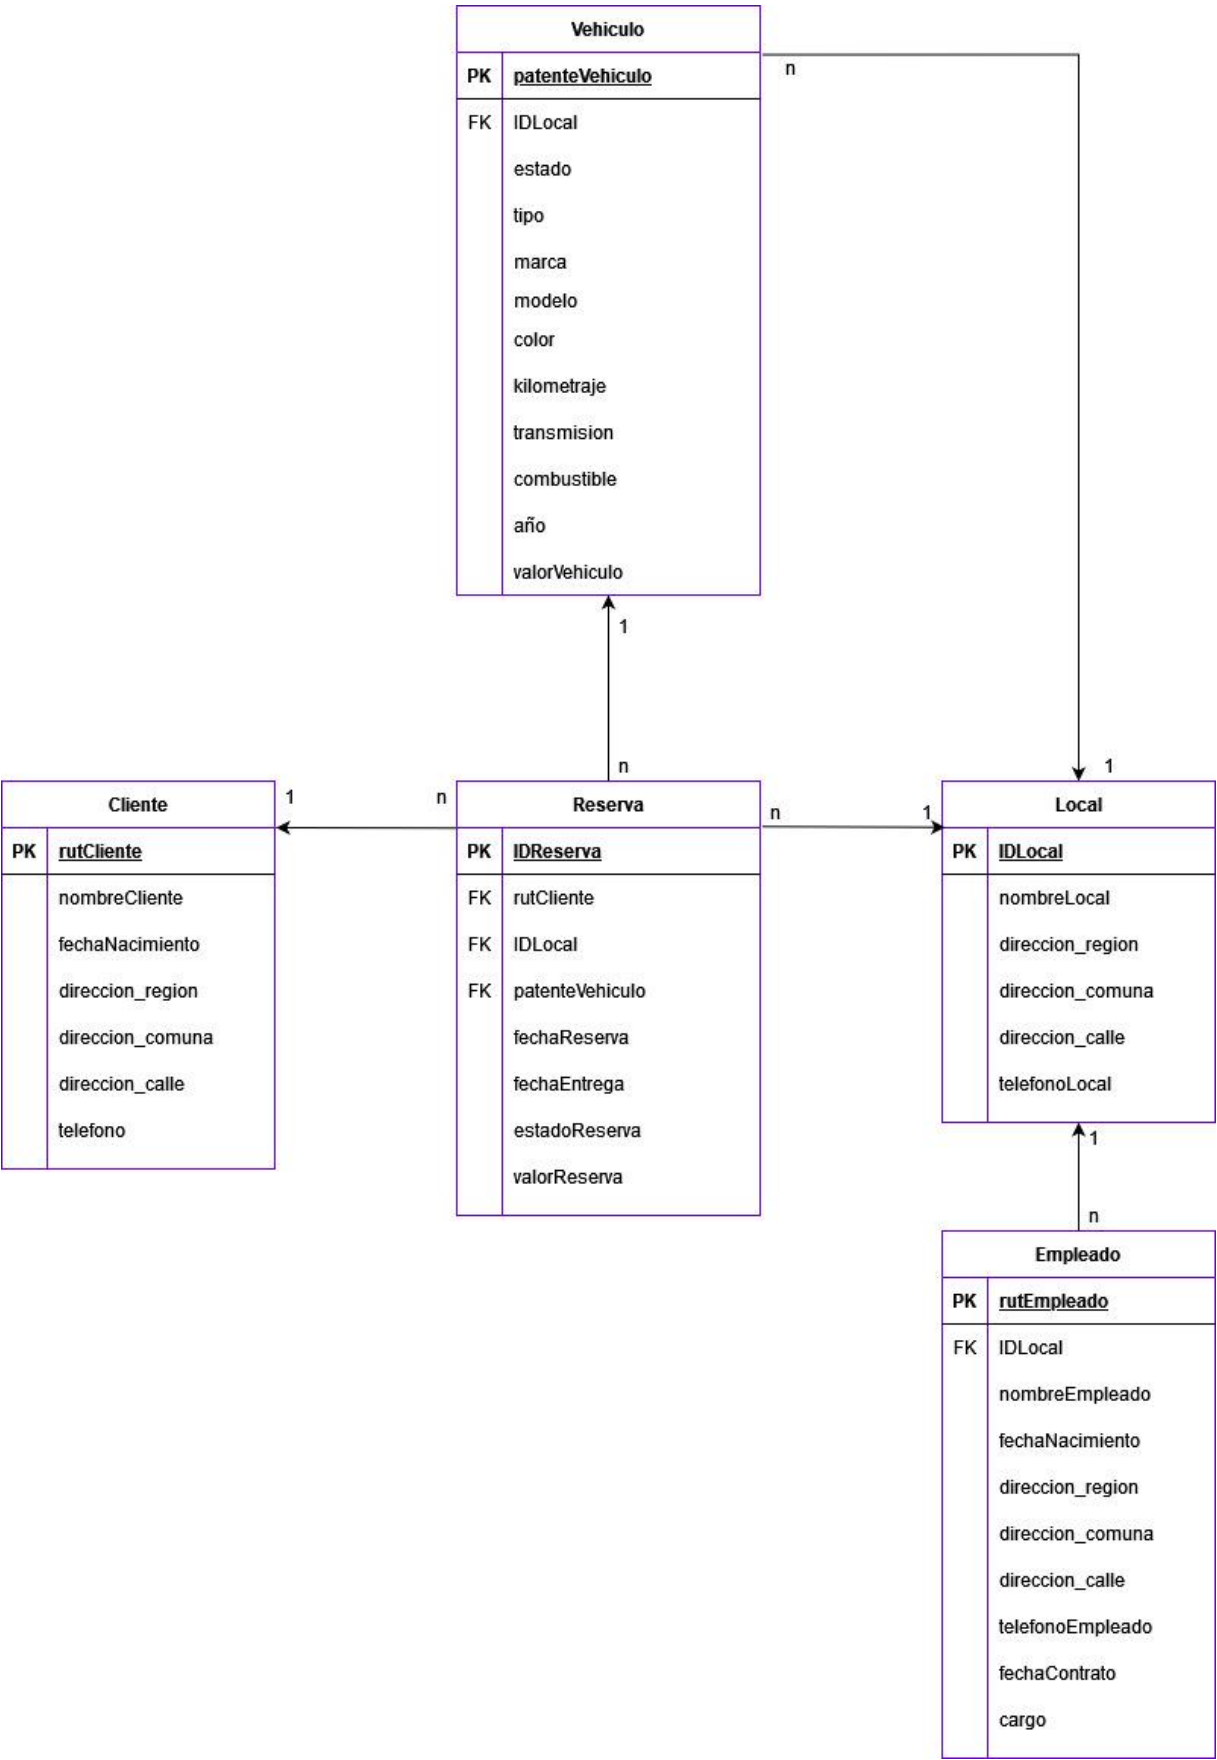 Vehiculo
PK patenteVehiculo
n
FK IDLocal
estado
tipo
marca
modelo
color
kilometraje
transmision
combustible
año
valorVehiculo
1
n
1
Cliente
1
n
Reserva
n
1
Local
PK rutCliente
PK IDReserva
PK IDLocal
nombreCliente
FK rutCliente
nombreLocal
fechaNacimiento
FK IDLocal
direccion_region
direccion_region
FK patenteVehiculo
direccion_comuna
direccion_comuna
fechaReserva
direccion_calle
direccion_calle
fechaEntrega
telefonoLocal
telefono
estadoReserva
1
valorReserva
n
Empleado
PK rutEmpleado
FK IDLocal
nombreEmpleado
fechaNacimiento
direccion_region
direccion_comuna
direccion_calle
telefonoEmpleado
fechaContrato
cargo